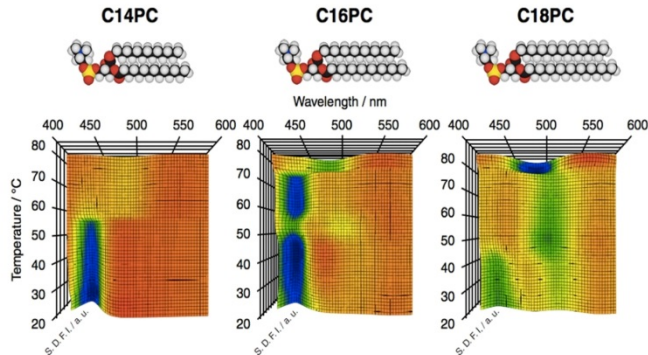 C14PC C16PC C18PC
Wavelength / nm
400 450 500 550 600 400 450 500 550 600 400 450 500 550 600
Temperature / °C
80 80 80
70 70 70
60 60 60
50 50 50
40 40 40
30 30 30
20 20 20
S. D. F. I. / a. u. S. D. F. I. / a. u. S. D. F. I. / a. u.